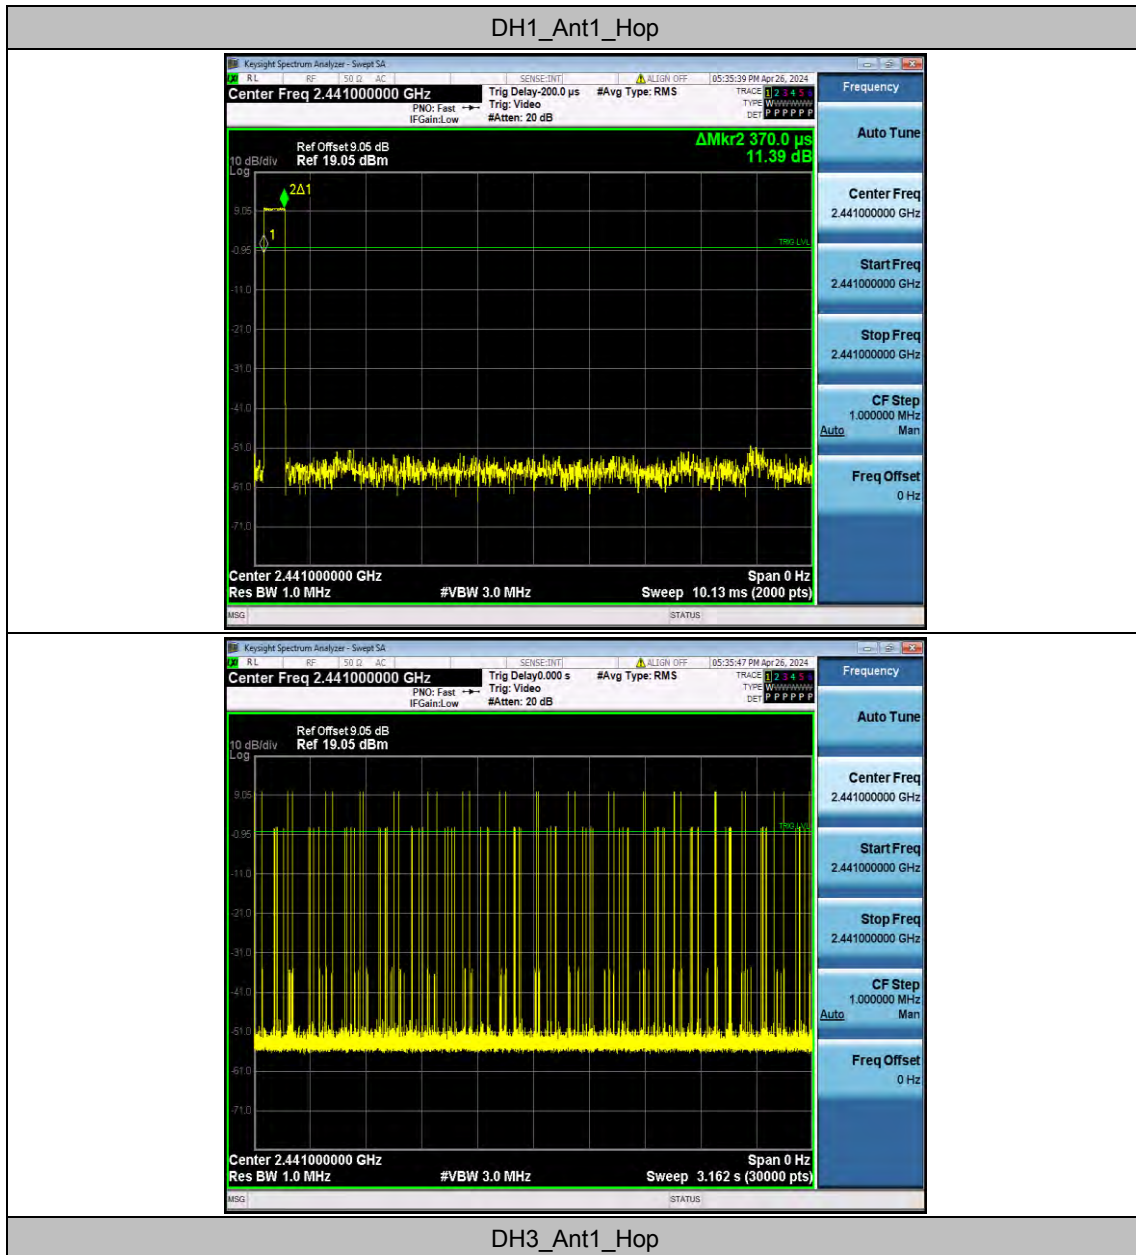 DH1_Ant1_Hop
Keysight Spectrum Analyzer - Swept SA
RL RF 50 Ω AC SENSE:INT ALIGN OFF 05:35:39 PM Apr 26, 2024
Center Freq 2.441000000 GHz
PNO: Fast
IFGain:Low
Trig Delay-200.0 µs
Trig: Video
#Atten: 20 dB
#Avg Type: RMS
TRACE 1 2 3 4 5 6
TYPE W
DET P P P P P P
Frequency
ΔMkr2 370.0 µs
11.39 dB
Ref Offset 9.05 dB
10 dB/div Ref 19.05 dBm
Log
2Δ1
1
TRIG LVL
9.05
-0.95
-11.0
-21.0
-31.0
-41.0
-51.0
-61.0
-71.0
Center 2.441000000 GHz Span 0 Hz
Res BW 1.0 MHz #VBW 3.0 MHz Sweep 10.13 ms (2000 pts)
MSG STATUS
Auto Tune
Center Freq
2.441000000 GHz
Start Freq
2.441000000 GHz
Stop Freq
2.441000000 GHz
CF Step
1.000000 MHz
Auto Man
Freq Offset
0 Hz
Keysight Spectrum Analyzer - Swept SA
RL RF 50 Ω AC SENSE:INT ALIGN OFF 05:35:47 PM Apr 26, 2024
Center Freq 2.441000000 GHz
PNO: Fast
IFGain:Low
Trig Delay0.000 s
Trig: Video
#Atten: 20 dB
#Avg Type: RMS
TRACE 1 2 3 4 5 6
TYPE W
DET P P P P P P
Frequency
Ref Offset 9.05 dB
10 dB/div Ref 19.05 dBm
Log
TRIG LVL
9.05
-0.95
-11.0
-21.0
-31.0
-41.0
-51.0
-61.0
-71.0
Center 2.441000000 GHz Span 0 Hz
Res BW 1.0 MHz #VBW 3.0 MHz Sweep 3.162 s (30000 pts)
MSG STATUS
Auto Tune
Center Freq
2.441000000 GHz
Start Freq
2.441000000 GHz
Stop Freq
2.441000000 GHz
CF Step
1.000000 MHz
Auto Man
Freq Offset
0 Hz
DH3_Ant1_Hop